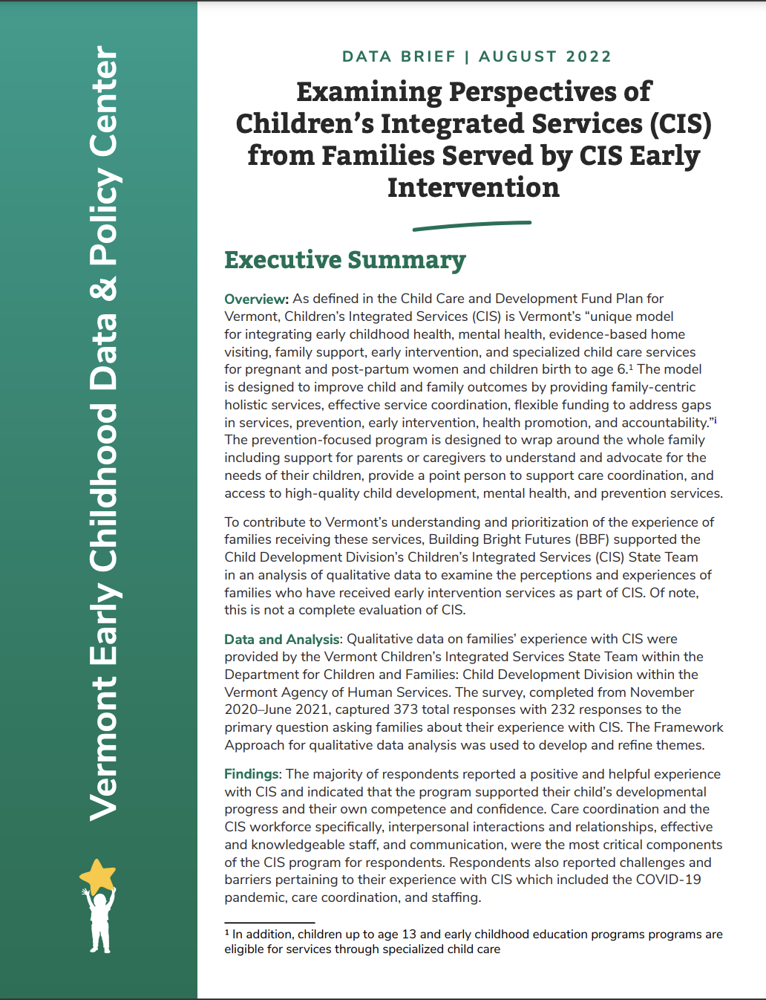 Vermont Early Childhood Data & Policy Center
DATA BRIEF | AUGUST 2022
Examining Perspectives of
Children’s Integrated Services (CIS)
from Families Served by CIS Early
Intervention
Executive Summary
Overview: As defined in the Child Care and Development Fund Plan for
Vermont, Children’s Integrated Services (CIS) is Vermont’s “unique model
for integrating early childhood health, mental health, evidence-based home
visiting, family support, early intervention, and specialized child care services
for pregnant and post-partum women and children birth to age 6.¹ The model
is designed to improve child and family outcomes by providing family-centric
holistic services, effective service coordination, flexible funding to address gaps
in services, prevention, early intervention, health promotion, and accountability.”ⁱ
The prevention-focused program is designed to wrap around the whole family
including support for parents or caregivers to understand and advocate for the
needs of their children, provide a point person to support care coordination, and
access to high-quality child development, mental health, and prevention services.
To contribute to Vermont’s understanding and prioritization of the experience of
families receiving these services, Building Bright Futures (BBF) supported the
Child Development Division’s Children’s Integrated Services (CIS) State Team
in an analysis of qualitative data to examine the perceptions and experiences of
families who have received early intervention services as part of CIS. Of note,
this is not a complete evaluation of CIS.
Data and Analysis: Qualitative data on families’ experience with CIS were
provided by the Vermont Children’s Integrated Services State Team within the
Department for Children and Families: Child Development Division within the
Vermont Agency of Human Services. The survey, completed from November
2020–June 2021, captured 373 total responses with 232 responses to the
primary question asking families about their experience with CIS. The Framework
Approach for qualitative data analysis was used to develop and refine themes.
Findings: The majority of respondents reported a positive and helpful experience
with CIS and indicated that the program supported their child’s developmental
progress and their own competence and confidence. Care coordination and the
CIS workforce specifically, interpersonal interactions and relationships, effective
and knowledgeable staff, and communication, were the most critical components
of the CIS program for respondents. Respondents also reported challenges and
barriers pertaining to their experience with CIS which included the COVID-19
pandemic, care coordination, and staffing.
¹ In addition, children up to age 13 and early childhood education programs programs are
eligible for services through specialized child care